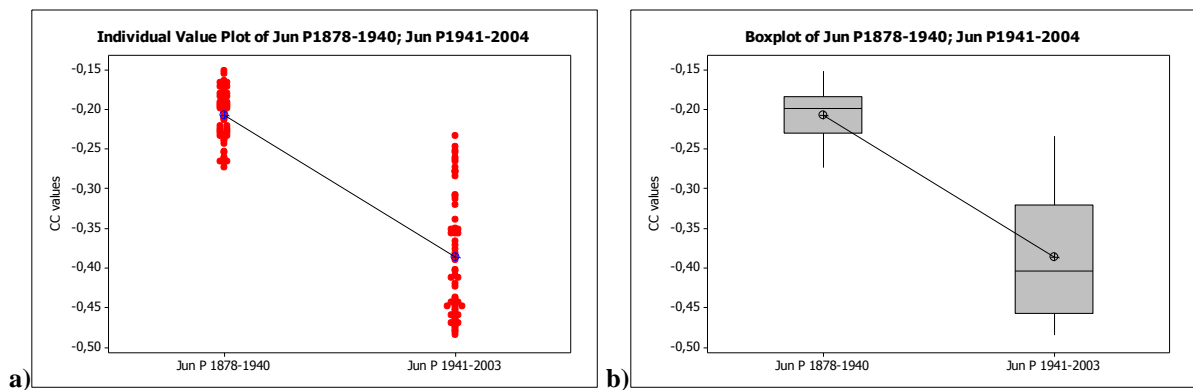 Individual Value Plot of Jun P1878-1940; Jun P1941-2004
-0,15
-0,20
-0,25
-0,30
-0,35
-0,40
-0,45
-0,50
CC values
Jun P 1878-1940
Jun P 1941-2003
a)
Boxplot of Jun P1878-1940; Jun P1941-2004
-0,15
-0,20
-0,25
-0,30
-0,35
-0,40
-0,45
-0,50
CC values
Jun P 1878-1940
Jun P 1941-2003
b)